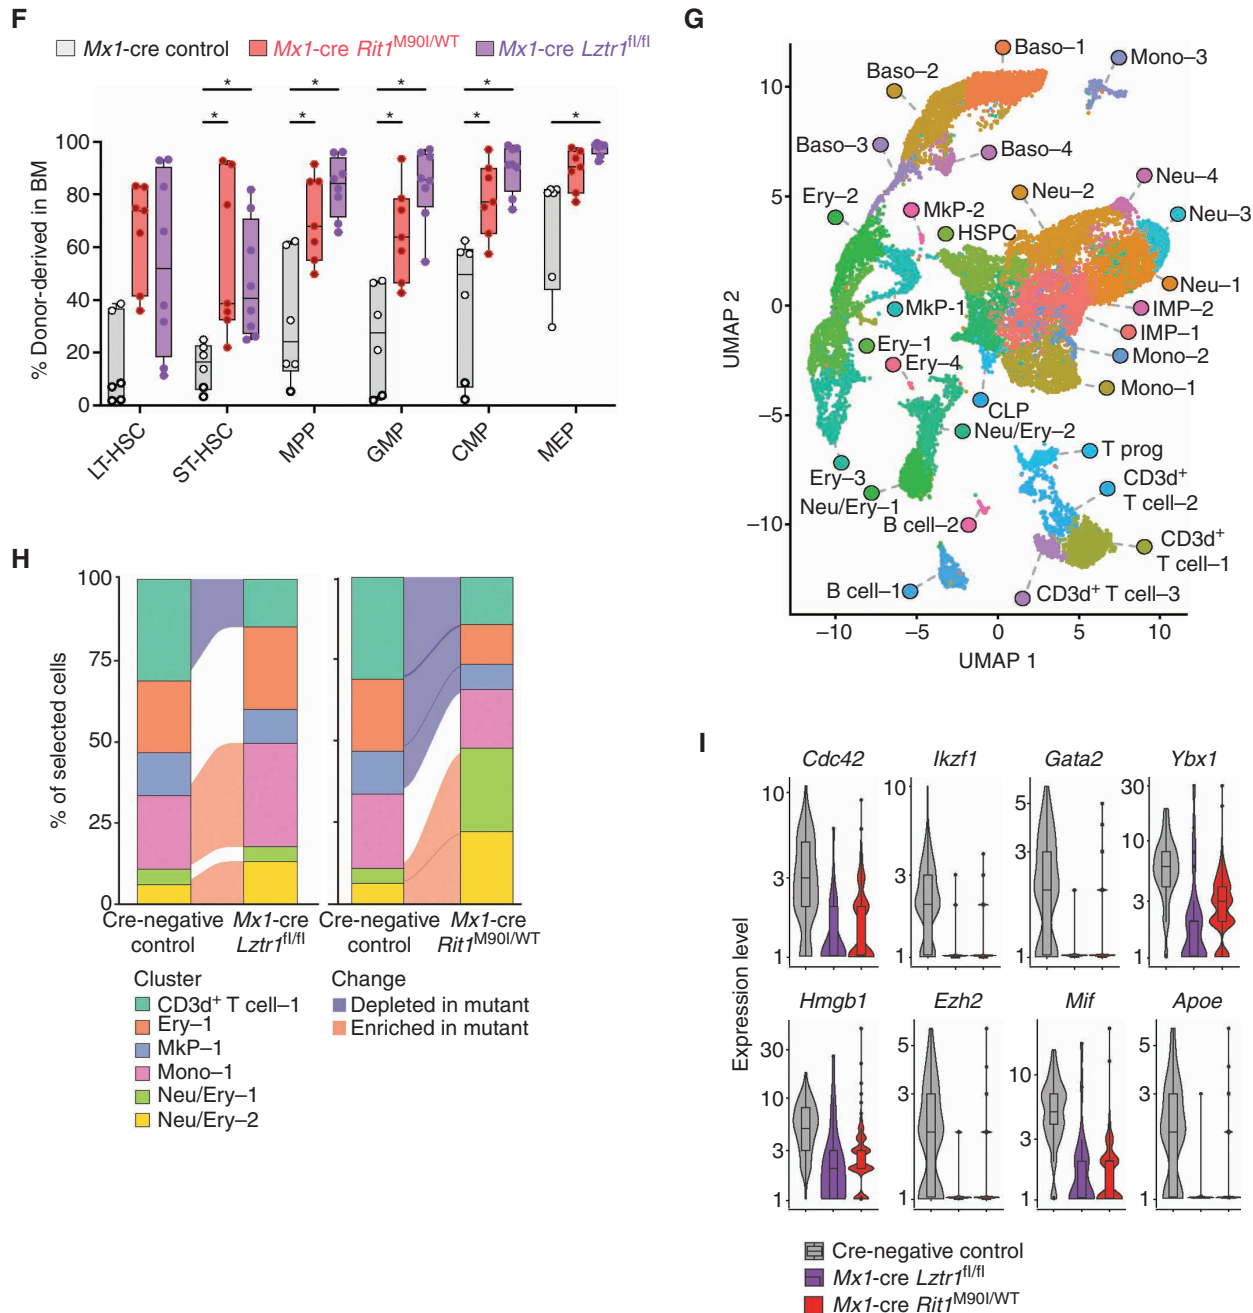 F
Mx1-cre control Mx1-cre Rit1M90I/WT Mx1-cre Lztr1fl/fl
* * * *
* * * * *
% Donor-derived in BM
100
80
60
40
20
0
LT-HSC ST-HSC MPP GMP CMP MEP
G
UMAP 2
10
5
0
−5
−10
−10 −5 0 5 10
UMAP 1
Baso–1
Mono–3
Baso–2
Baso–3
Baso–4
Neu–2
Neu–4
Ery–2
MkP–2
Neu–3
HSPC
Neu–1
MkP–1
IMP–2
IMP–1
Ery–1
Mono–2
Ery–4
Mono–1
CLP
Neu/Ery–2
T prog
Ery–3
CD3d+
T cell–2
Neu/Ery–1
B cell–2
CD3d+
T cell–1
B cell–1
CD3d+ T cell–3
H
% of selected cells
100
75
50
25
0
Cre-negative
control
Mx1-cre
Lztr1fl/fl
Cre-negative
control
Mx1-cre
Rit1M90I/WT
Cluster
CD3d+ T cell–1
Ery–1
MkP–1
Mono–1
Neu/Ery–1
Neu/Ery–2
Change
Depleted in mutant
Enriched in mutant
I
Expression level
Cdc42 Ikzf1 Gata2 Ybx1
10
3
1
10
3
1
5
3
1
30
10
3
1
Hmgb1 Ezh2 Mif Apoe
30
10
3
1
5
3
1
10
3
1
5
3
1
Cre-negative control
Mx1-cre Lztr1fl/fl
Mx1-cre Rit1M90I/WT